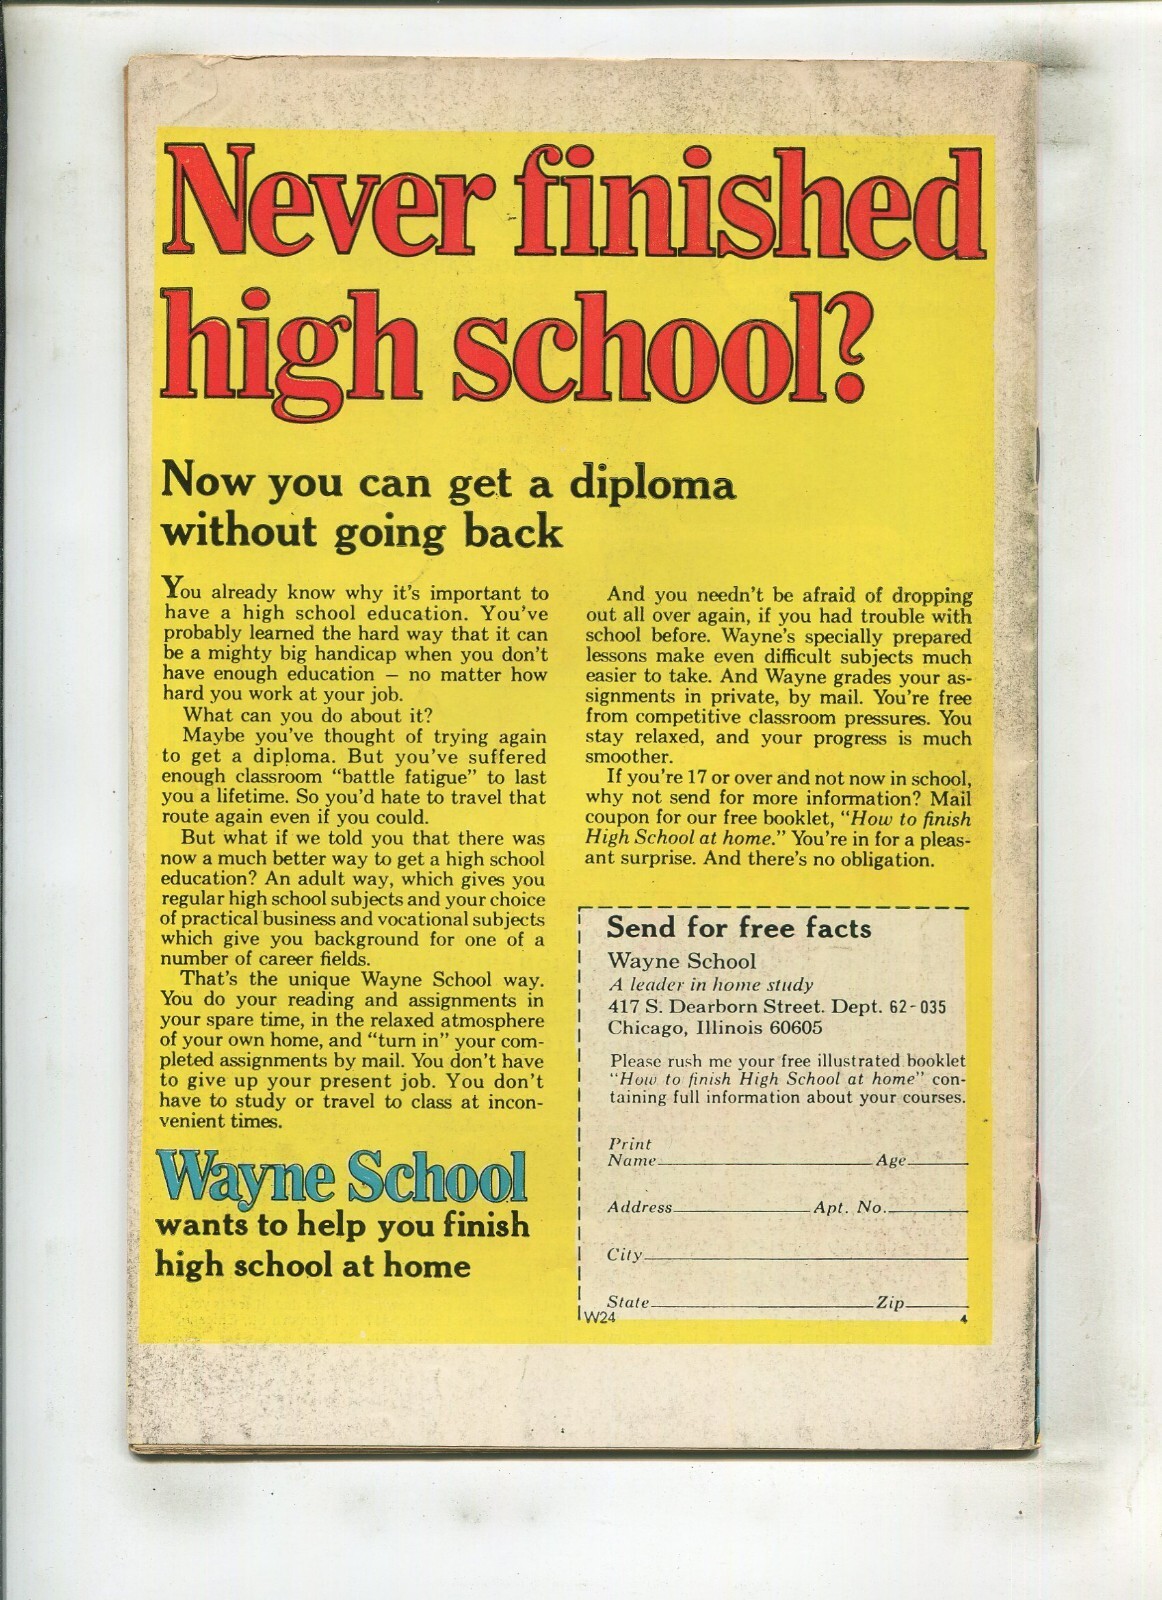 Never finished
high school?
Now you can get a diploma
without going back
You already know why it's important to
have a high school education. You've
probably learned the hard way that it can
be a mighty big handicap when you don't
have enough education — no matter how
hard you work at your job.
What can you do about it?
Maybe you've thought of trying again
to get a diploma. But you've suffered
enough classroom "battle fatigue" to last
you a lifetime. So you'd hate to travel that
route again even if you could.
But what if we told you that there was
now a much better way to get a high school
education? An adult way, which gives you
regular high school subjects and your choice
of practical business and vocational subjects
which give you background for one of a
number of career fields.
That's the unique Wayne School way.
You do your reading and assignments in
your spare time, in the relaxed atmosphere
of your own home, and "turn in" your com-
pleted assignments by mail. You don't have
to give up your present job. You don't
have to study or travel to class at incon-
venient times.
Wayne School
wants to help you finish
high school at home
And you needn't be afraid of dropping
out all over again, if you had trouble with
school before. Wayne's specially prepared
lessons make even difficult subjects much
easier to take. And Wayne grades your as-
signments in private, by mail. You're free
from competitive classroom pressures. You
stay relaxed, and your progress is much
smoother.
If you're 17 or over and not now in school,
why not send for more information? Mail
coupon for our free booklet, "How to finish
High School at home." You're in for a pleas-
ant surprise. And there's no obligation.
Send for free facts
Wayne School
A leader in home study
417 S. Dearborn Street. Dept. 62-035
Chicago, Illinois 60605
Please rush me your free illustrated booklet
"How to finish High School at home" con-
taining full information about your courses.
Print
Name Age
Address Apt. No.
City
State Zip
W24 4